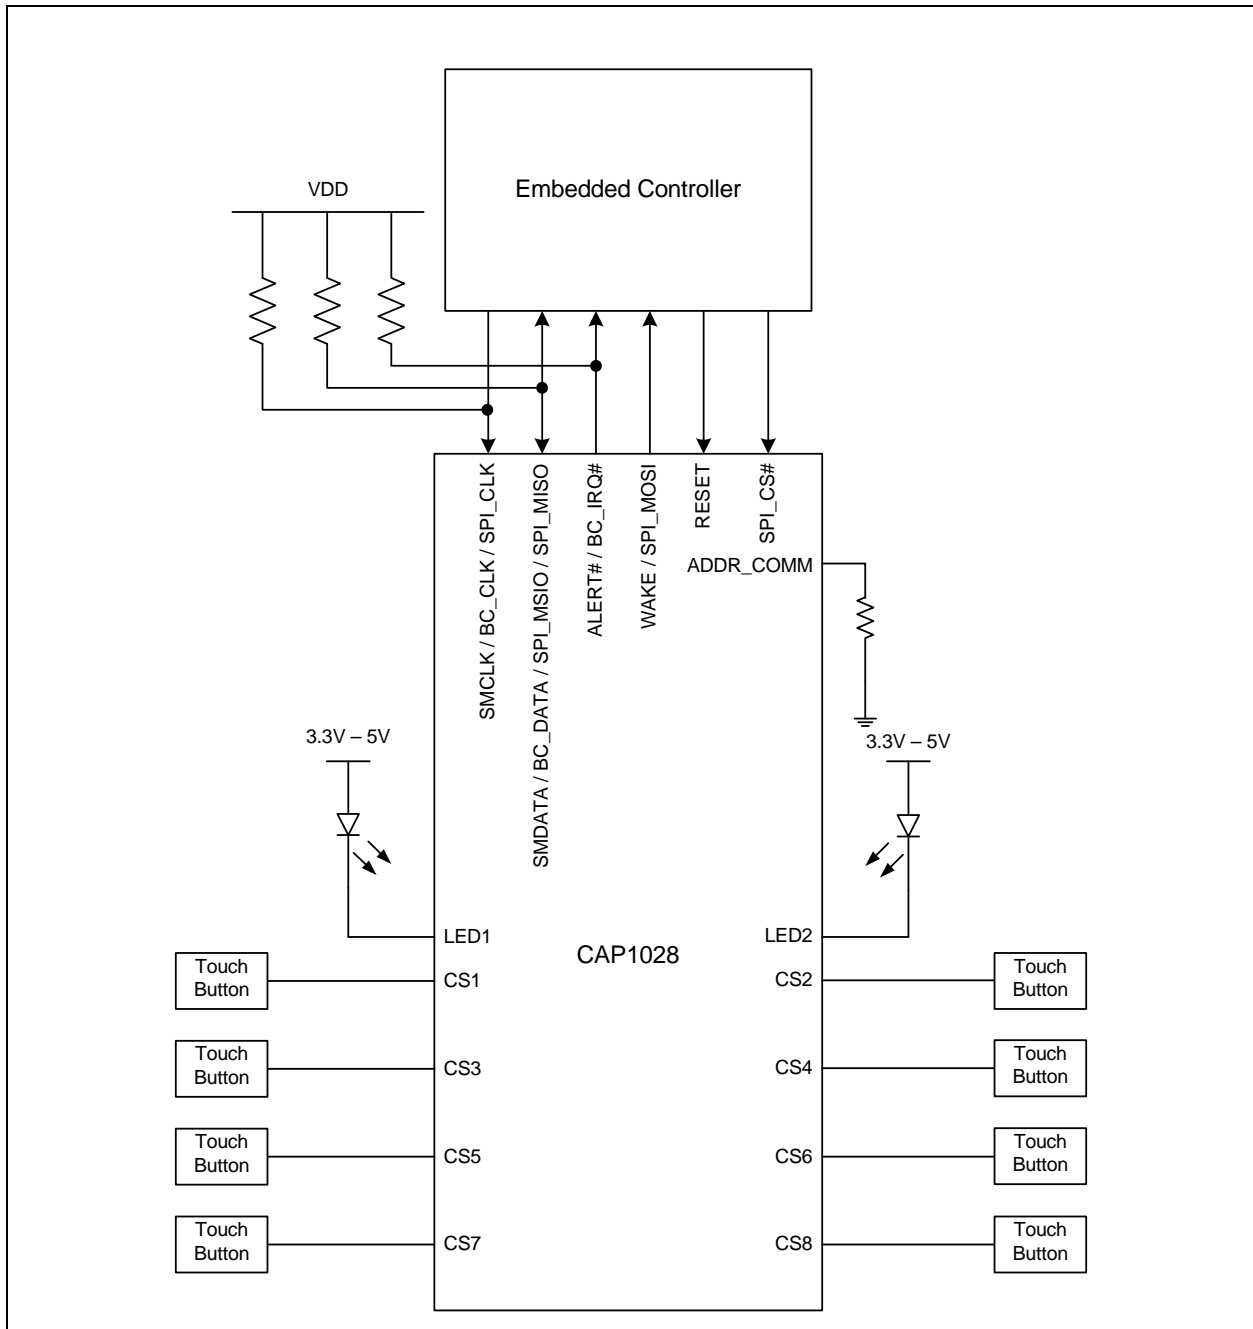 Embedded Controller
VDD
SMCLK / BC_CLK / SPI_CLK
SMDATA / BC_DATA / SPI_MSIO / SPI_MISO
ALERT# / BC_IRQ#
WAKE / SPI_MOSI
RESET
SPI_CS#
ADDR_COMM
3.3V – 5V
3.3V – 5V
LED1
LED2
CAP1028
Touch
Button
CS1
CS2
Touch
Button
Touch
Button
CS3
CS4
Touch
Button
Touch
Button
CS5
CS6
Touch
Button
Touch
Button
CS7
CS8
Touch
Button